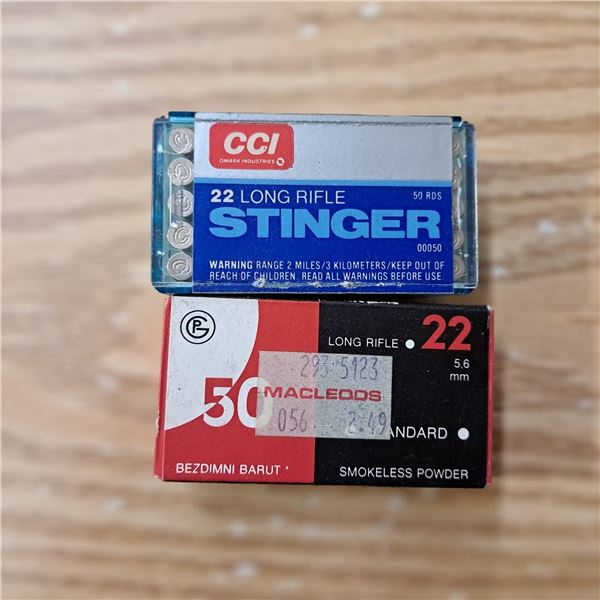 CCI
OMARK INDUSTRIES
22 LONG RIFLE 50 RDS
STINGER
00050
WARNING RANGE 2 MILES/3 KILOMETERS/KEEP OUT OF
REACH OF CHILDREN. READ ALL WARNINGS BEFORE USE.
LONG RIFLE • 22
5.6
mm
293 5123
50 MACLEODS
056 2.49
ANDARD •
BEZDIMNI BARUT
SMOKELESS POWDER